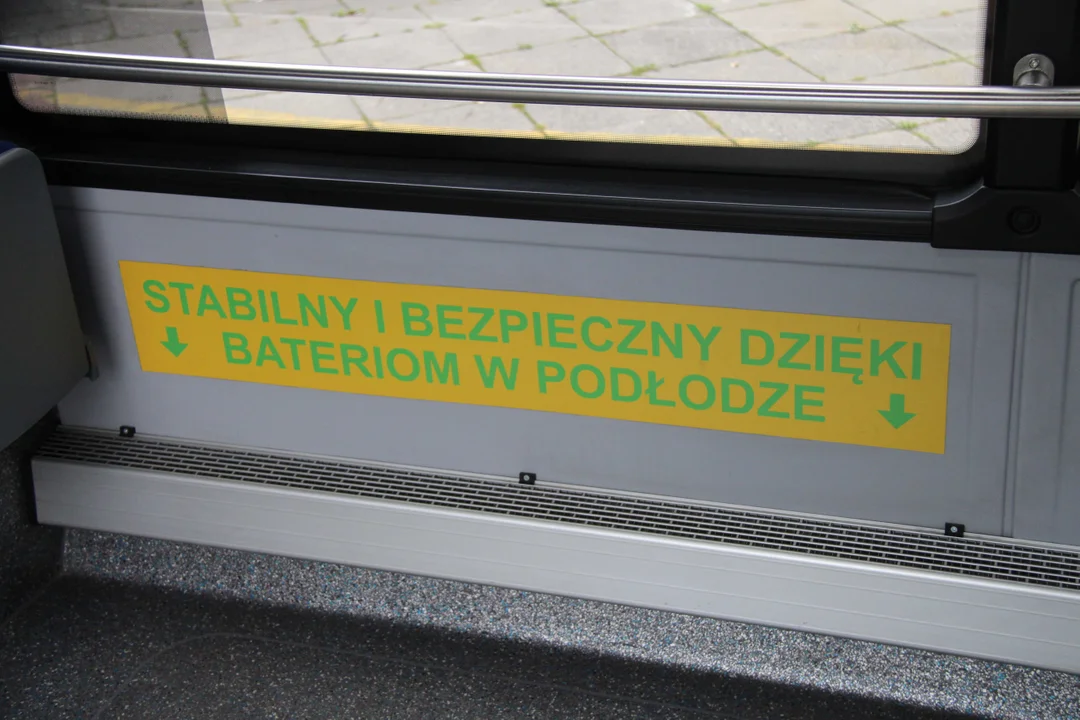 STABILNY I BEZPIECZNY DZIĘKI
BATERIOM W PODŁODZE